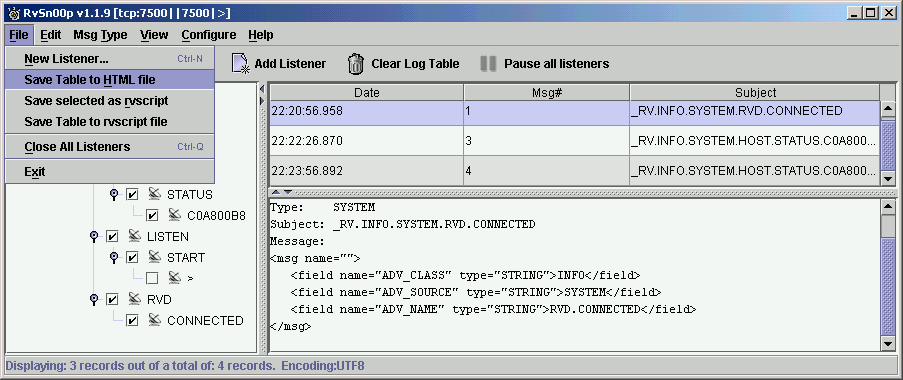 RvSn00p v1.1.9 [tcp:7500||7500|>]
File Edit Msg Type View Configure Help
New Listener... Ctrl-N
Save Table to HTML file
Save selected as rvscript
Save Table to rvscript file
Close All Listeners Ctrl-Q
Exit
Add Listener Clear Log Table Pause all listeners
STATUS
C0A800B8
LISTEN
START
>
RVD
CONNECTED
Date Msg# Subject
22:20:56.958 1 _RV.INFO.SYSTEM.RVD.CONNECTED
22:22:26.870 3 _RV.INFO.SYSTEM.HOST.STATUS.C0A800...
22:23:56.892 4 _RV.INFO.SYSTEM.HOST.STATUS.C0A800...
Type: SYSTEM
Subject: _RV.INFO.SYSTEM.RVD.CONNECTED
Message:
<msg name="">
<field name="ADV_CLASS" type="STRING">INFO</field>
<field name="ADV_SOURCE" type="STRING">SYSTEM</field>
<field name="ADV_NAME" type="STRING">RVD.CONNECTED</field>
</msg>
Displaying: 3 records out of a total of: 4 records. Encoding:UTF8